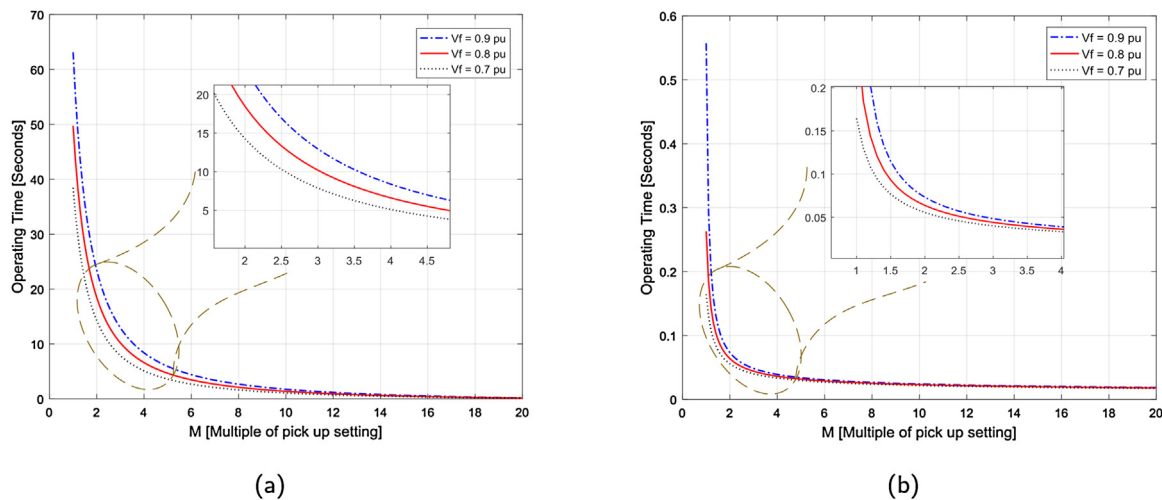 70
60
50
40
30
20
10
0
Operating Time [Seconds]
0 2 4 6 8 10 12 14 16 18 20
M [Multiple of pick up setting]
Vf = 0.9 pu
Vf = 0.8 pu
Vf = 0.7 pu
20
15
10
5
2 2.5 3 3.5 4 4.5
(a)
0.6
0.5
0.4
0.3
0.2
0.1
0
Operating Time [Seconds]
0 2 4 6 8 10 12 14 16 18 20
M [Multiple of pick up setting]
Vf = 0.9 pu
Vf = 0.8 pu
Vf = 0.7 pu
0.2
0.15
0.1
0.05
1 1.5 2 2.5 3 3.5 4
(b)